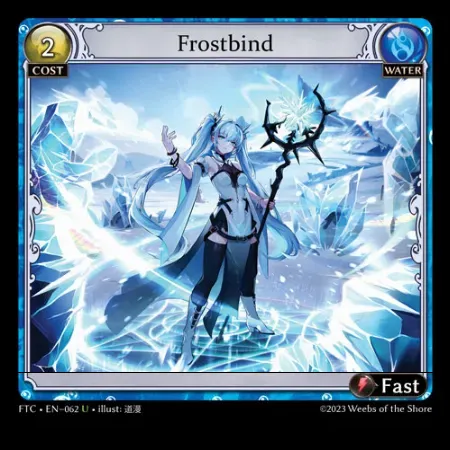 2
Frostbind
COST
WATER
Fast
FTC • EN-062 U • illust: 道漫
©2023 Weebs of the Shore